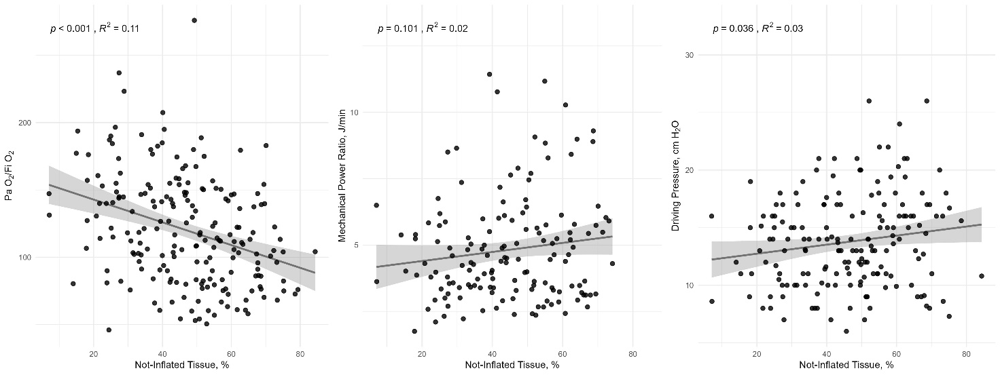 p < 0.001 , R² = 0.11
200
100
Pa O₂/Fi O₂
20 40 60 80
Not-Inflated Tissue, %
p = 0.101 , R² = 0.02
10
5
Mechanical Power Ratio, J/min
20 40 60 80
Not-Inflated Tissue, %
p = 0.036 , R² = 0.03
30
20
10
Driving Pressure, cm H₂O
20 40 60 80
Not-Inflated Tissue, %